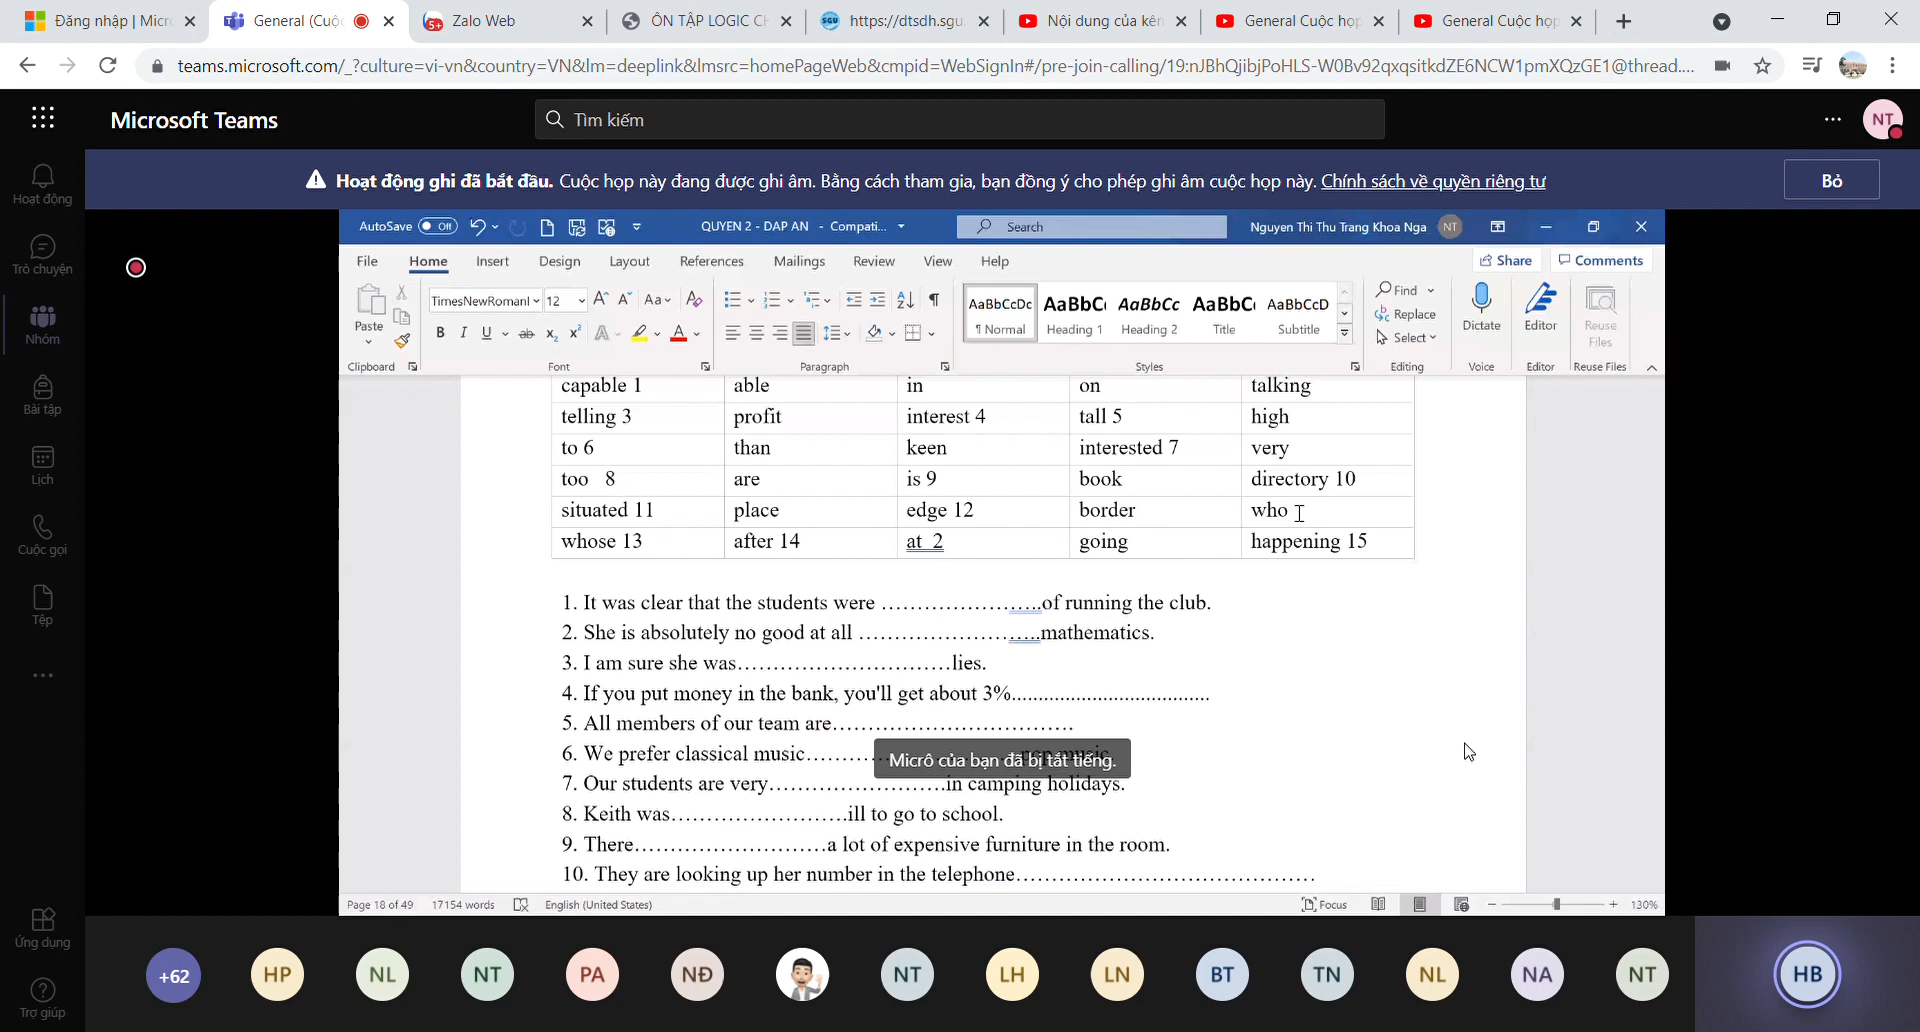 Đăng nhập | Micr
General (Cuộc
Zalo Web
ÔN TẬP LOGIC CH
https://dtsdh.sgu.
Nội dung của kên
General Cuộc họp
General Cuộc họp
teams.microsoft.com/_?culture=vi-vn&country=VN&lm=deeplink&lmsrc=homePageWeb&cmpid=WebSignIn#/pre-join-calling/19:nJBhQjibjPoHLS-W0Bv92qxqsitkdZE6NCW1pmXQzGE1@thread....
Microsoft Teams
Tìm kiếm
NT
Hoạt động ghi đã bắt đầu. Cuộc họp này đang được ghi âm. Bằng cách tham gia, bạn đồng ý cho phép ghi âm cuộc họp này. Chính sách về quyền riêng tư
Bỏ
Hoạt động
Trò chuyện
Nhóm
Bài tập
Lịch
Cuộc gọi
Tệp
Ứng dụng
Trợ giúp
AutoSave Off
QUYEN 2 - DAP AN - Compati...
Search
Nguyen Thi Thu Trang Khoa Nga NT
File Home Insert Design Layout References Mailings Review View Help
Share Comments
Paste
TimesNewRomanI 12
AaBbCcDc AaBbC AaBbCc AaBbC AaBbCcD
¶ Normal Heading 1 Heading 2 Title Subtitle
Find
Replace
Select
Dictate
Editor
Reuse Files
Clipboard Font Paragraph Styles Editing Voice Editor Reuse Files
capable 1 able in on talking
telling 3 profit interest 4 tall 5 high
to 6 than keen interested 7 very
too 8 are is 9 book directory 10
situated 11 place edge 12 border who
whose 13 after 14 at 2 going happening 15
1. It was clear that the students were …………………..of running the club.
2. She is absolutely no good at all …………………..mathematics.
3. I am sure she was…………………………lies.
4. If you put money in the bank, you'll get about 3%.....................................
5. All members of our team are…………………………….
6. We prefer classical music……… pop music.
Micrô của bạn đã bị tắt tiếng.
7. Our students are very…………………….in camping holidays.
8. Keith was…………………….ill to go to school.
9. There………………………a lot of expensive furniture in the room.
10. They are looking up her number in the telephone……………………………………
Page 18 of 49 17154 words English (United States) Focus 130%
+62 HP NL NT PA NĐ NT LH LN BT TN NL NA NT HB